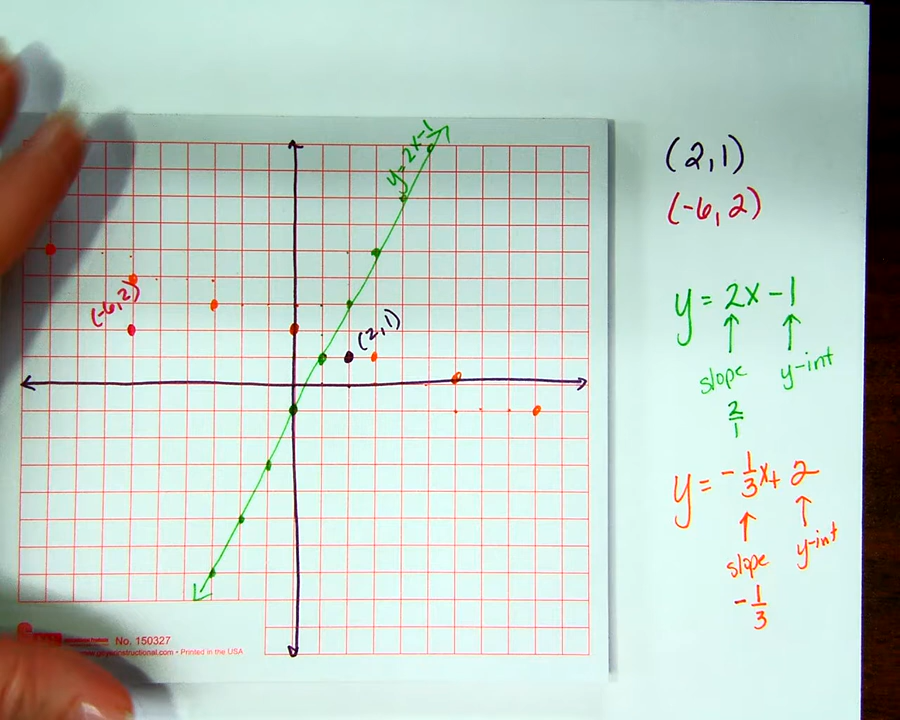 y=2x-1
(-6,2)
(2,1)
(2,1)
(-6,2)
y = 2x - 1
slope
y-int
2/1
y = -1/3x + 2
slope
y-int
-1/3
No. 150327
• Printed in the USA